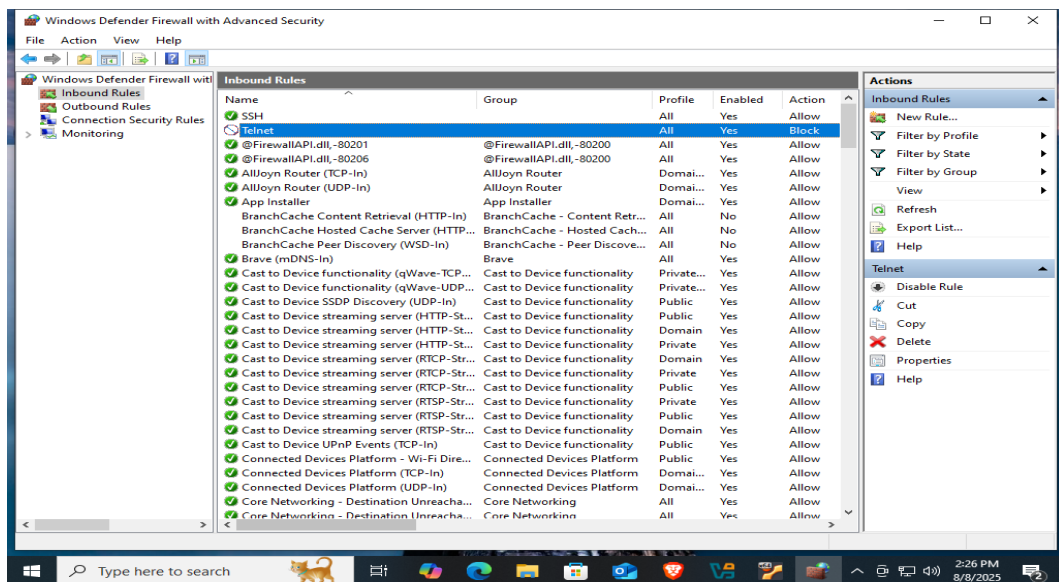 Windows Defender Firewall with Advanced Security
File Action View Help
Windows Defender Firewall witl
Inbound Rules
Outbound Rules
Connection Security Rules
Monitoring
Inbound Rules
Name Group Profile Enabled Action
SSH All Yes Allow
Telnet All Yes Block
@FirewallAPI.dll,-80201 @FirewallAPI.dll,-80200 All Yes Allow
@FirewallAPI.dll,-80206 @FirewallAPI.dll,-80200 All Yes Allow
AllJoyn Router (TCP-In) AllJoyn Router Domai... Yes Allow
AllJoyn Router (UDP-In) AllJoyn Router Domai... Yes Allow
App Installer App Installer Domai... Yes Allow
BranchCache Content Retrieval (HTTP-In) BranchCache - Content Retr... All No Allow
BranchCache Hosted Cache Server (HTTP... BranchCache - Hosted Cach... All No Allow
BranchCache Peer Discovery (WSD-In) BranchCache - Peer Discove... All No Allow
Brave (mDNS-In) Brave All Yes Allow
Cast to Device functionality (qWave-TCP... Cast to Device functionality Private... Yes Allow
Cast to Device functionality (qWave-UDP... Cast to Device functionality Private... Yes Allow
Cast to Device SSDP Discovery (UDP-In) Cast to Device functionality Public Yes Allow
Cast to Device streaming server (HTTP-St... Cast to Device functionality Public Yes Allow
Cast to Device streaming server (HTTP-St... Cast to Device functionality Domain Yes Allow
Cast to Device streaming server (HTTP-St... Cast to Device functionality Private Yes Allow
Cast to Device streaming server (RTCP-Str... Cast to Device functionality Domain Yes Allow
Cast to Device streaming server (RTCP-Str... Cast to Device functionality Private Yes Allow
Cast to Device streaming server (RTCP-Str... Cast to Device functionality Public Yes Allow
Cast to Device streaming server (RTSP-Str... Cast to Device functionality Private Yes Allow
Cast to Device streaming server (RTSP-Str... Cast to Device functionality Public Yes Allow
Cast to Device streaming server (RTSP-Str... Cast to Device functionality Domain Yes Allow
Cast to Device UPnP Events (TCP-In) Cast to Device functionality Public Yes Allow
Connected Devices Platform - Wi-Fi Dire... Connected Devices Platform Public Yes Allow
Connected Devices Platform (TCP-In) Connected Devices Platform Domai... Yes Allow
Connected Devices Platform (UDP-In) Connected Devices Platform Domai... Yes Allow
Core Networking - Destination Unreacha... Core Networking All Yes Allow
Core Networking - Destination Unreacha... Core Networking All Yes Allow
Actions
Inbound Rules
New Rule...
Filter by Profile
Filter by State
Filter by Group
View
Refresh
Export List...
Help
Telnet
Disable Rule
Cut
Copy
Delete
Properties
Help
Type here to search
2:26 PM
8/8/2025
2